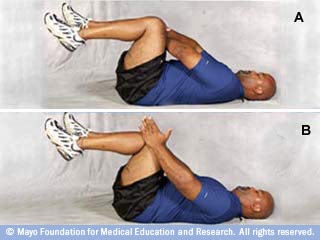 A
B
© Mayo Foundation for Medical Education and Research. All rights reserved.